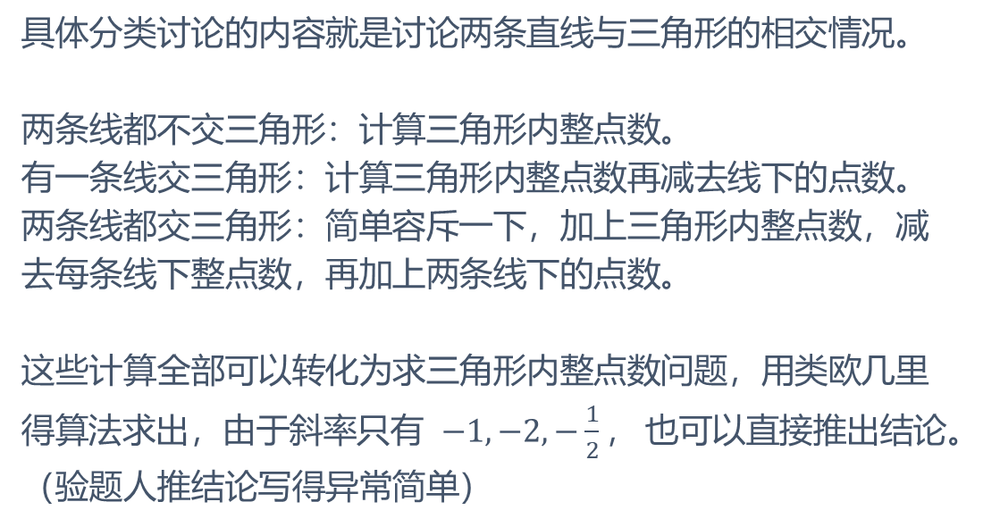 具体分类讨论的内容就是讨论两条直线与三角形的相交情况。
两条线都不交三角形：计算三角形内整点数。
有一条线交三角形：计算三角形内整点数再减去线下的点数。
两条线都交三角形：简单容斥一下，加上三角形内整点数，减
去每条线下整点数，再加上两条线下的点数。
这些计算全部可以转化为求三角形内整点数问题，用类欧几里
得算法求出，由于斜率只有 −1, −2, −1/2， 也可以直接推出结论。
（验题人推结论写得异常简单）